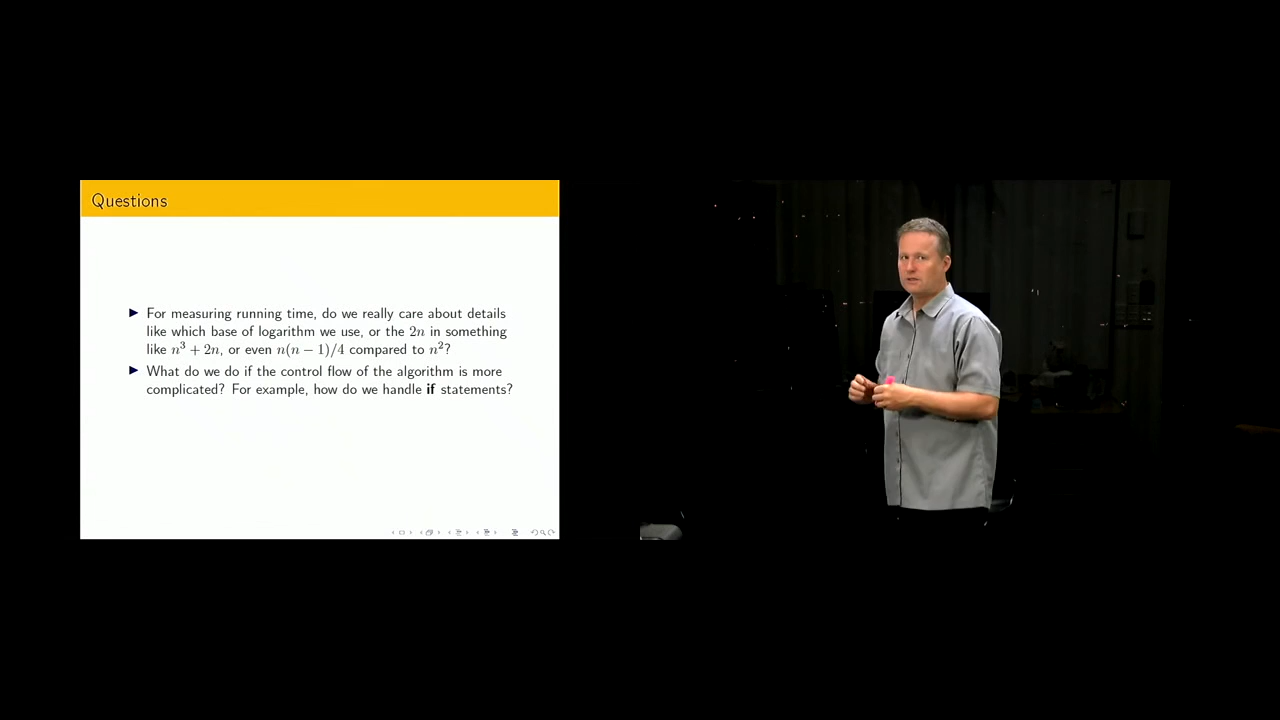 Questions
For measuring running time, do we really care about details
like which base of logarithm we use, or the 2n in something
like n³ + 2n, or even n(n − 1)/4 compared to n²?
What do we do if the control flow of the algorithm is more
complicated? For example, how do we handle if statements?